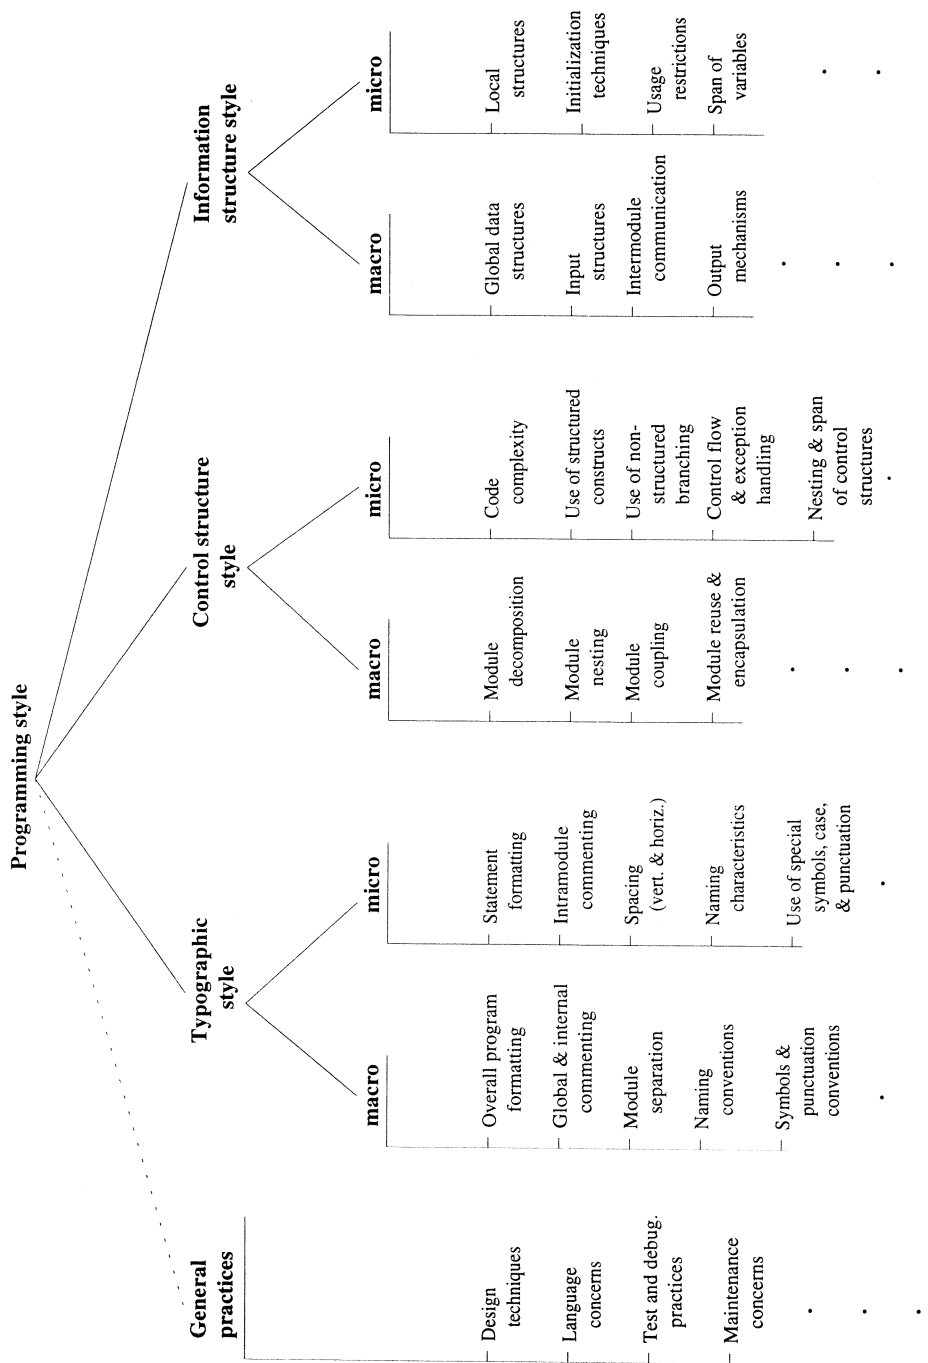 Programming style
General
practices
Design
techniques
Language
concerns
Test and debug.
practices
Maintenance
concerns
Typographic
style
macro
Overall program
formatting
Global & internal
commenting
Module
separation
Naming
conventions
Symbols &
punctuation
conventions
micro
Statement
formatting
Intramodule
commenting
Spacing
(vert. & horiz.)
Naming
characteristics
Use of special
symbols, case,
& punctuation
Control structure
style
macro
Module
decomposition
Module
nesting
Module
coupling
Module reuse &
encapsulation
micro
Code
complexity
Use of structured
constructs
Use of non-
structured
branching
Control flow
& exception
handling
Nesting & span
of control
structures
Information
structure style
macro
Global data
structures
Input
structures
Intermodule
communication
Output
mechanisms
micro
Local
structures
Initialization
techniques
Usage
restrictions
Span of
variables